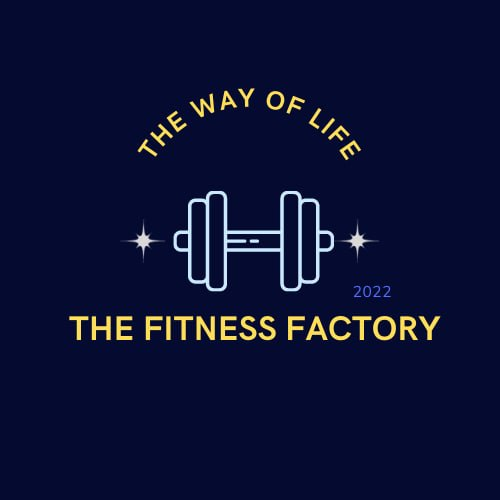 THE WAY OF LIFE
2022
THE FITNESS FACTORY